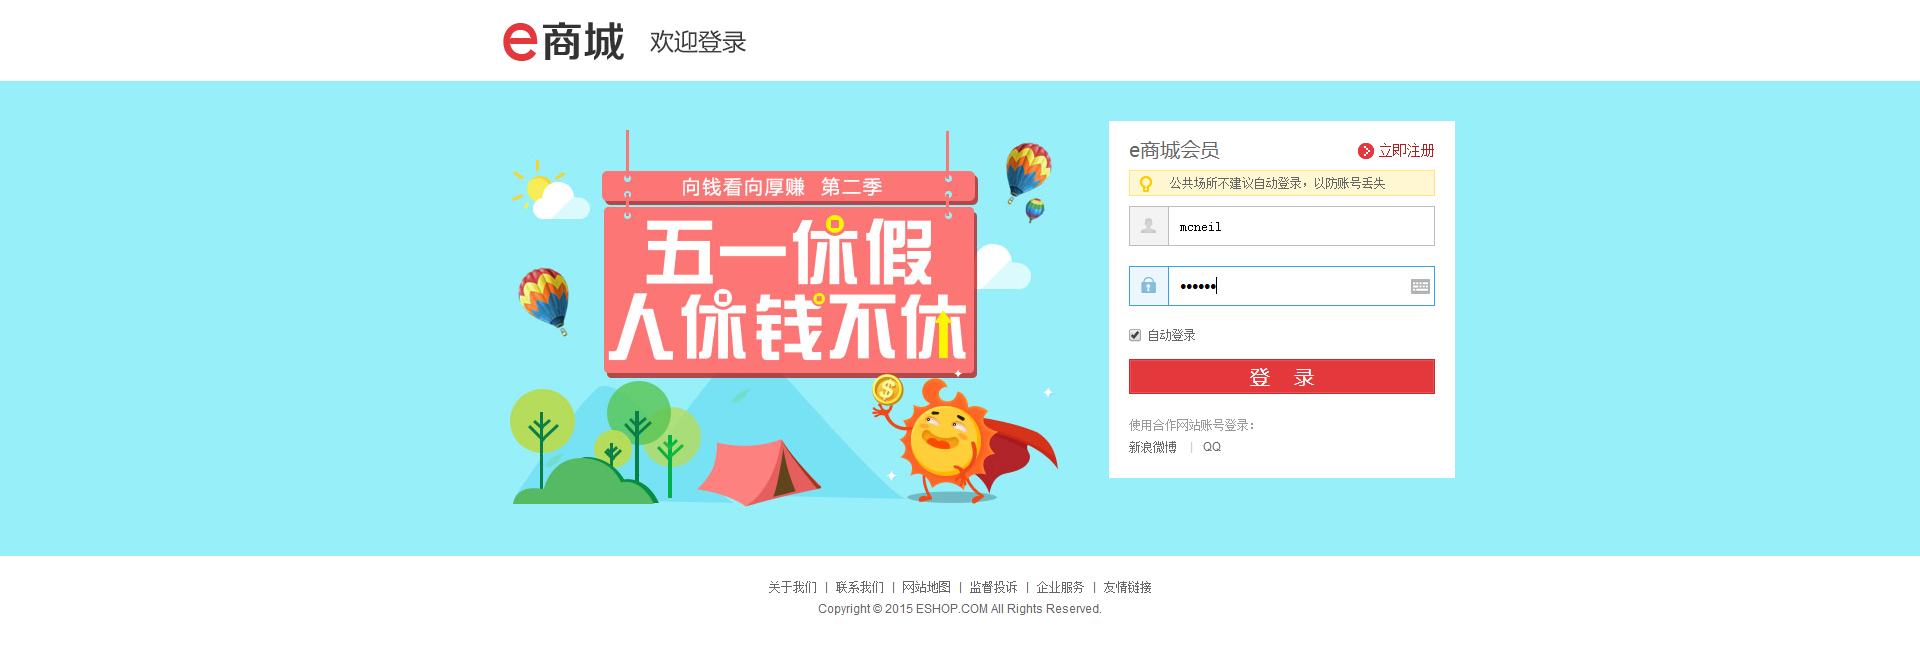 e商城 欢迎登录
向钱看向厚赚 第二季
五一休假
人休钱不休
e商城会员 立即注册
公共场所不建议自动登录，以防账号丢失
mcneil
••••••
自动登录
登 录
使用合作网站账号登录：
新浪微博 | QQ
关于我们 | 联系我们 | 网站地图 | 监督投诉 | 企业服务 | 友情链接
Copyright © 2015 ESHOP.COM All Rights Reserved.